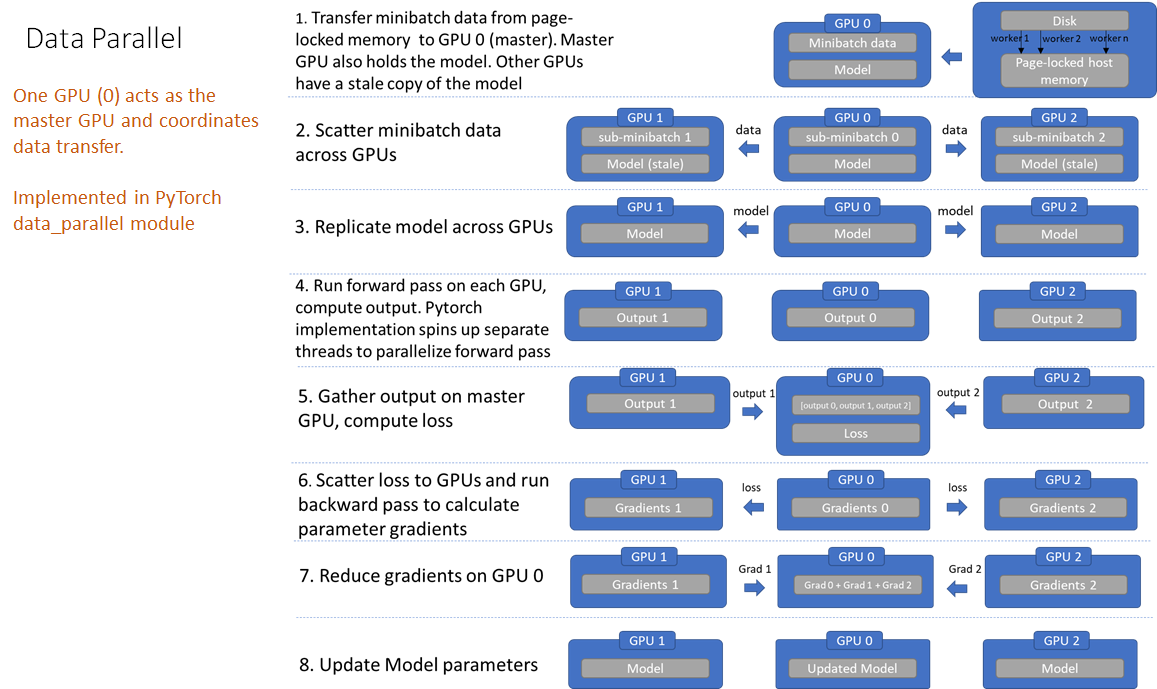 Data Parallel
One GPU (0) acts as the
master GPU and coordinates
data transfer.
Implemented in PyTorch
data_parallel module
1. Transfer minibatch data from page-
locked memory to GPU 0 (master). Master
GPU also holds the model. Other GPUs
have a stale copy of the model
GPU 0
Minibatch data
Model
Disk
worker 1
worker 2
worker n
Page-locked host
memory
2. Scatter minibatch data
across GPUs
GPU 1
sub-minibatch 1
Model (stale)
data
GPU 0
sub-minibatch 0
Model
data
GPU 2
sub-minibatch 2
Model (stale)
3. Replicate model across GPUs
GPU 1
Model
model
GPU 0
Model
model
GPU 2
Model
4. Run forward pass on each GPU,
compute output. Pytorch
implementation spins up separate
threads to parallelize forward pass
GPU 1
Output 1
GPU 0
Output 0
GPU 2
Output 2
5. Gather output on master
GPU, compute loss
GPU 1
Output 1
output 1
GPU 0
[output 0, output 1, output 2]
Loss
output 2
GPU 2
Output 2
6. Scatter loss to GPUs and run
backward pass to calculate
parameter gradients
GPU 1
Gradients 1
loss
GPU 0
Gradients 0
loss
GPU 2
Gradients 2
7. Reduce gradients on GPU 0
GPU 1
Gradients 1
Grad 1
GPU 0
Grad 0 + Grad 1 + Grad 2
Grad 2
GPU 2
Gradients 2
8. Update Model parameters
GPU 1
Model
GPU 0
Updated Model
GPU 2
Model